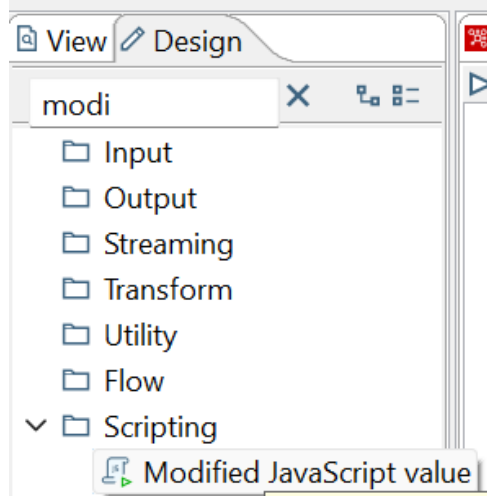 View Design
modi
Input
Output
Streaming
Transform
Utility
Flow
Scripting
Modified JavaScript value